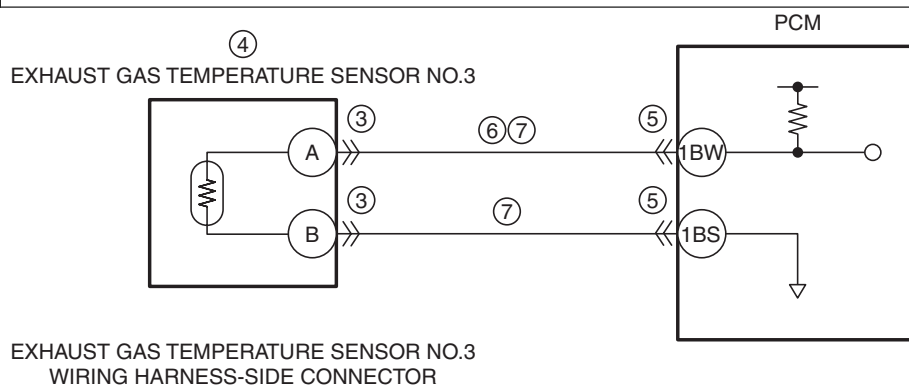 PCM
④
EXHAUST GAS TEMPERATURE SENSOR NO.3
③ ⑥⑦ ⑤
A 1BW
③ ⑦ ⑤
B 1BS
EXHAUST GAS TEMPERATURE SENSOR NO.3
WIRING HARNESS-SIDE CONNECTOR